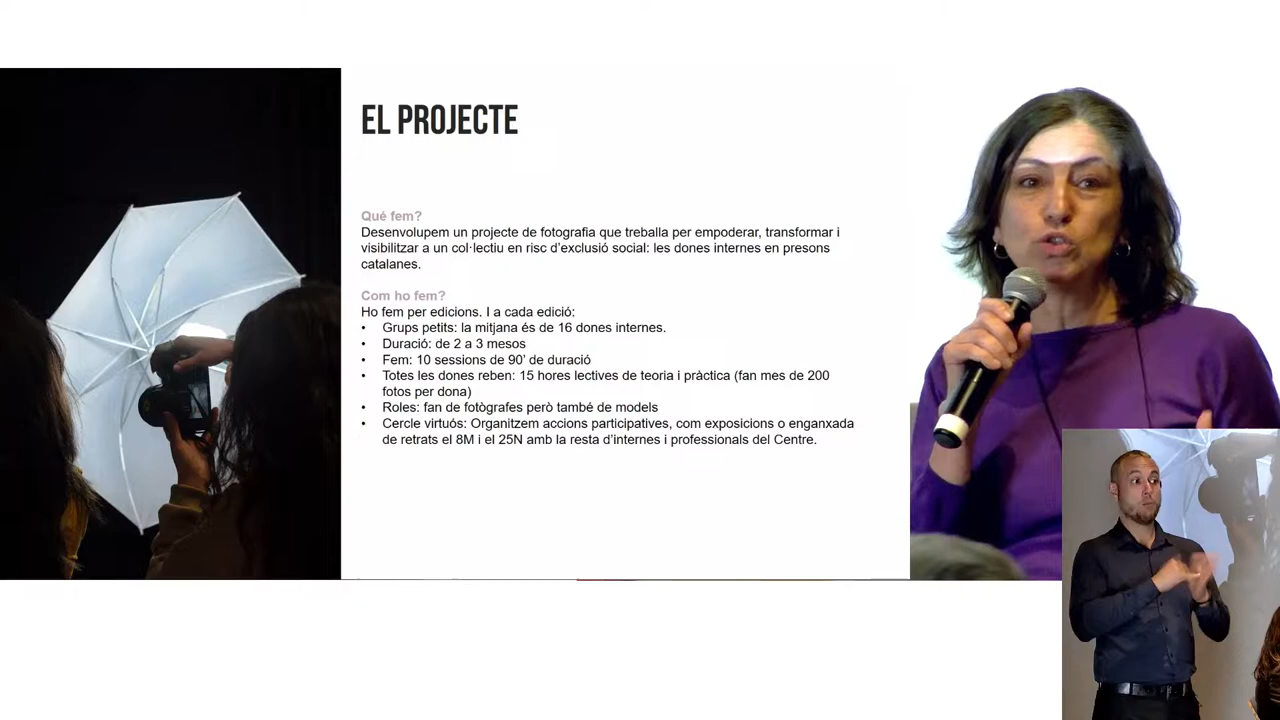 EL PROJECTE
Qué fem?
Desenvolupem un projecte de fotografia que treballa per empoderar, transformar i
visibilitzar a un col·lectiu en risc d'exclusió social: les dones internes en presons
catalanes.
Com ho fem?
Ho fem per edicions. I a cada edició:
• Grups petits: la mitjana és de 16 dones internes.
• Duració: de 2 a 3 mesos
• Fem: 10 sessions de 90' de duració
• Totes les dones reben: 15 hores lectives de teoria i pràctica (fan mes de 200
fotos per dona)
• Roles: fan de fotògrafes però també de models
• Cercle virtuós: Organitzem accions participatives, com exposicions o enganxada
de retrats el 8M i el 25N amb la resta d'internes i professionals del Centre.